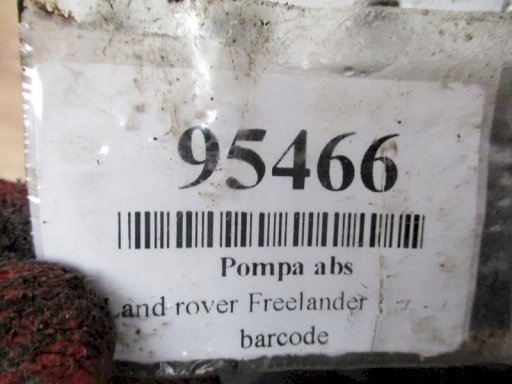 95466
Pompa abs
Land rover Freelander
barcode